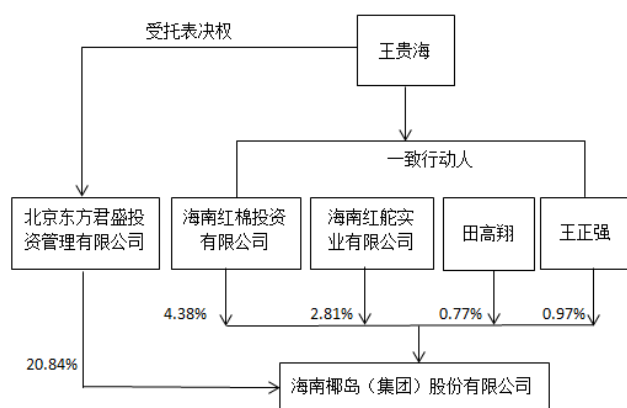 受托表决权
王贵海
一致行动人
北京东方君盛投
资管理有限公司
海南红棉投资
有限公司
海南红舵实
业有限公司
田高翔
王正强
4.38%
2.81%
0.77%
0.97%
20.84%
海南椰岛（集团）股份有限公司